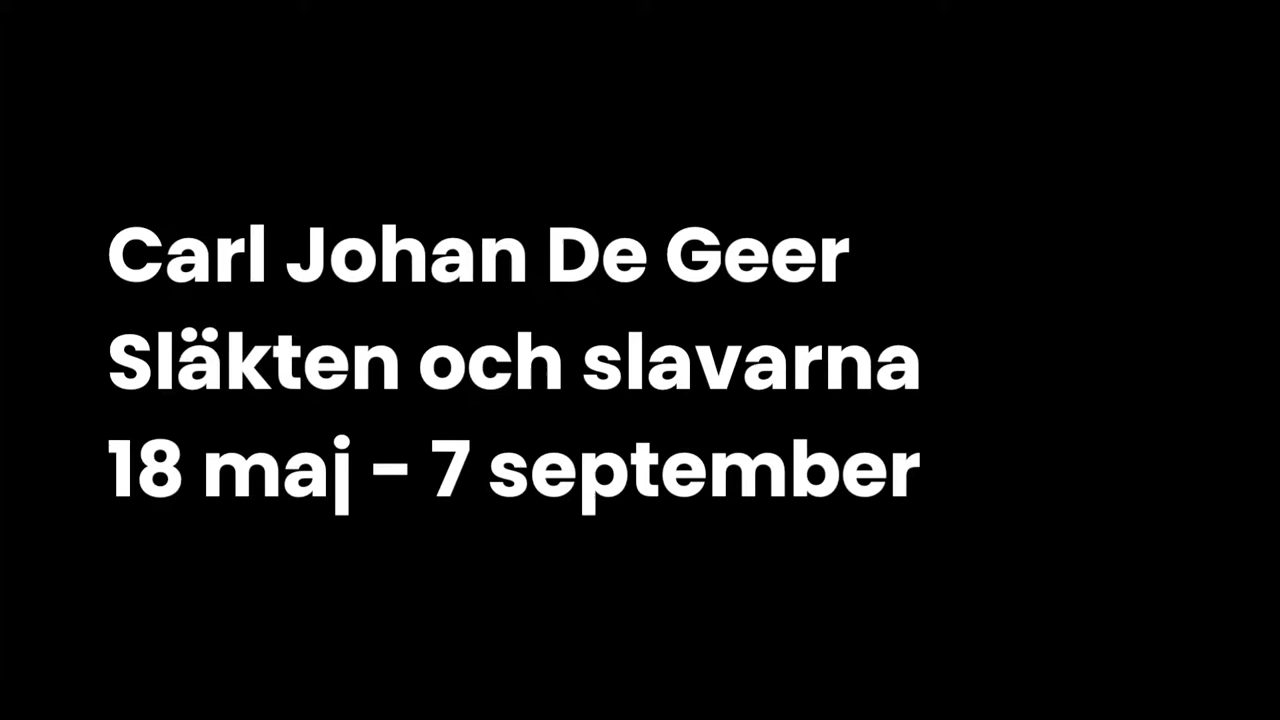 Carl Johan De Geer
Släkten och slavarna
18 maj - 7 september